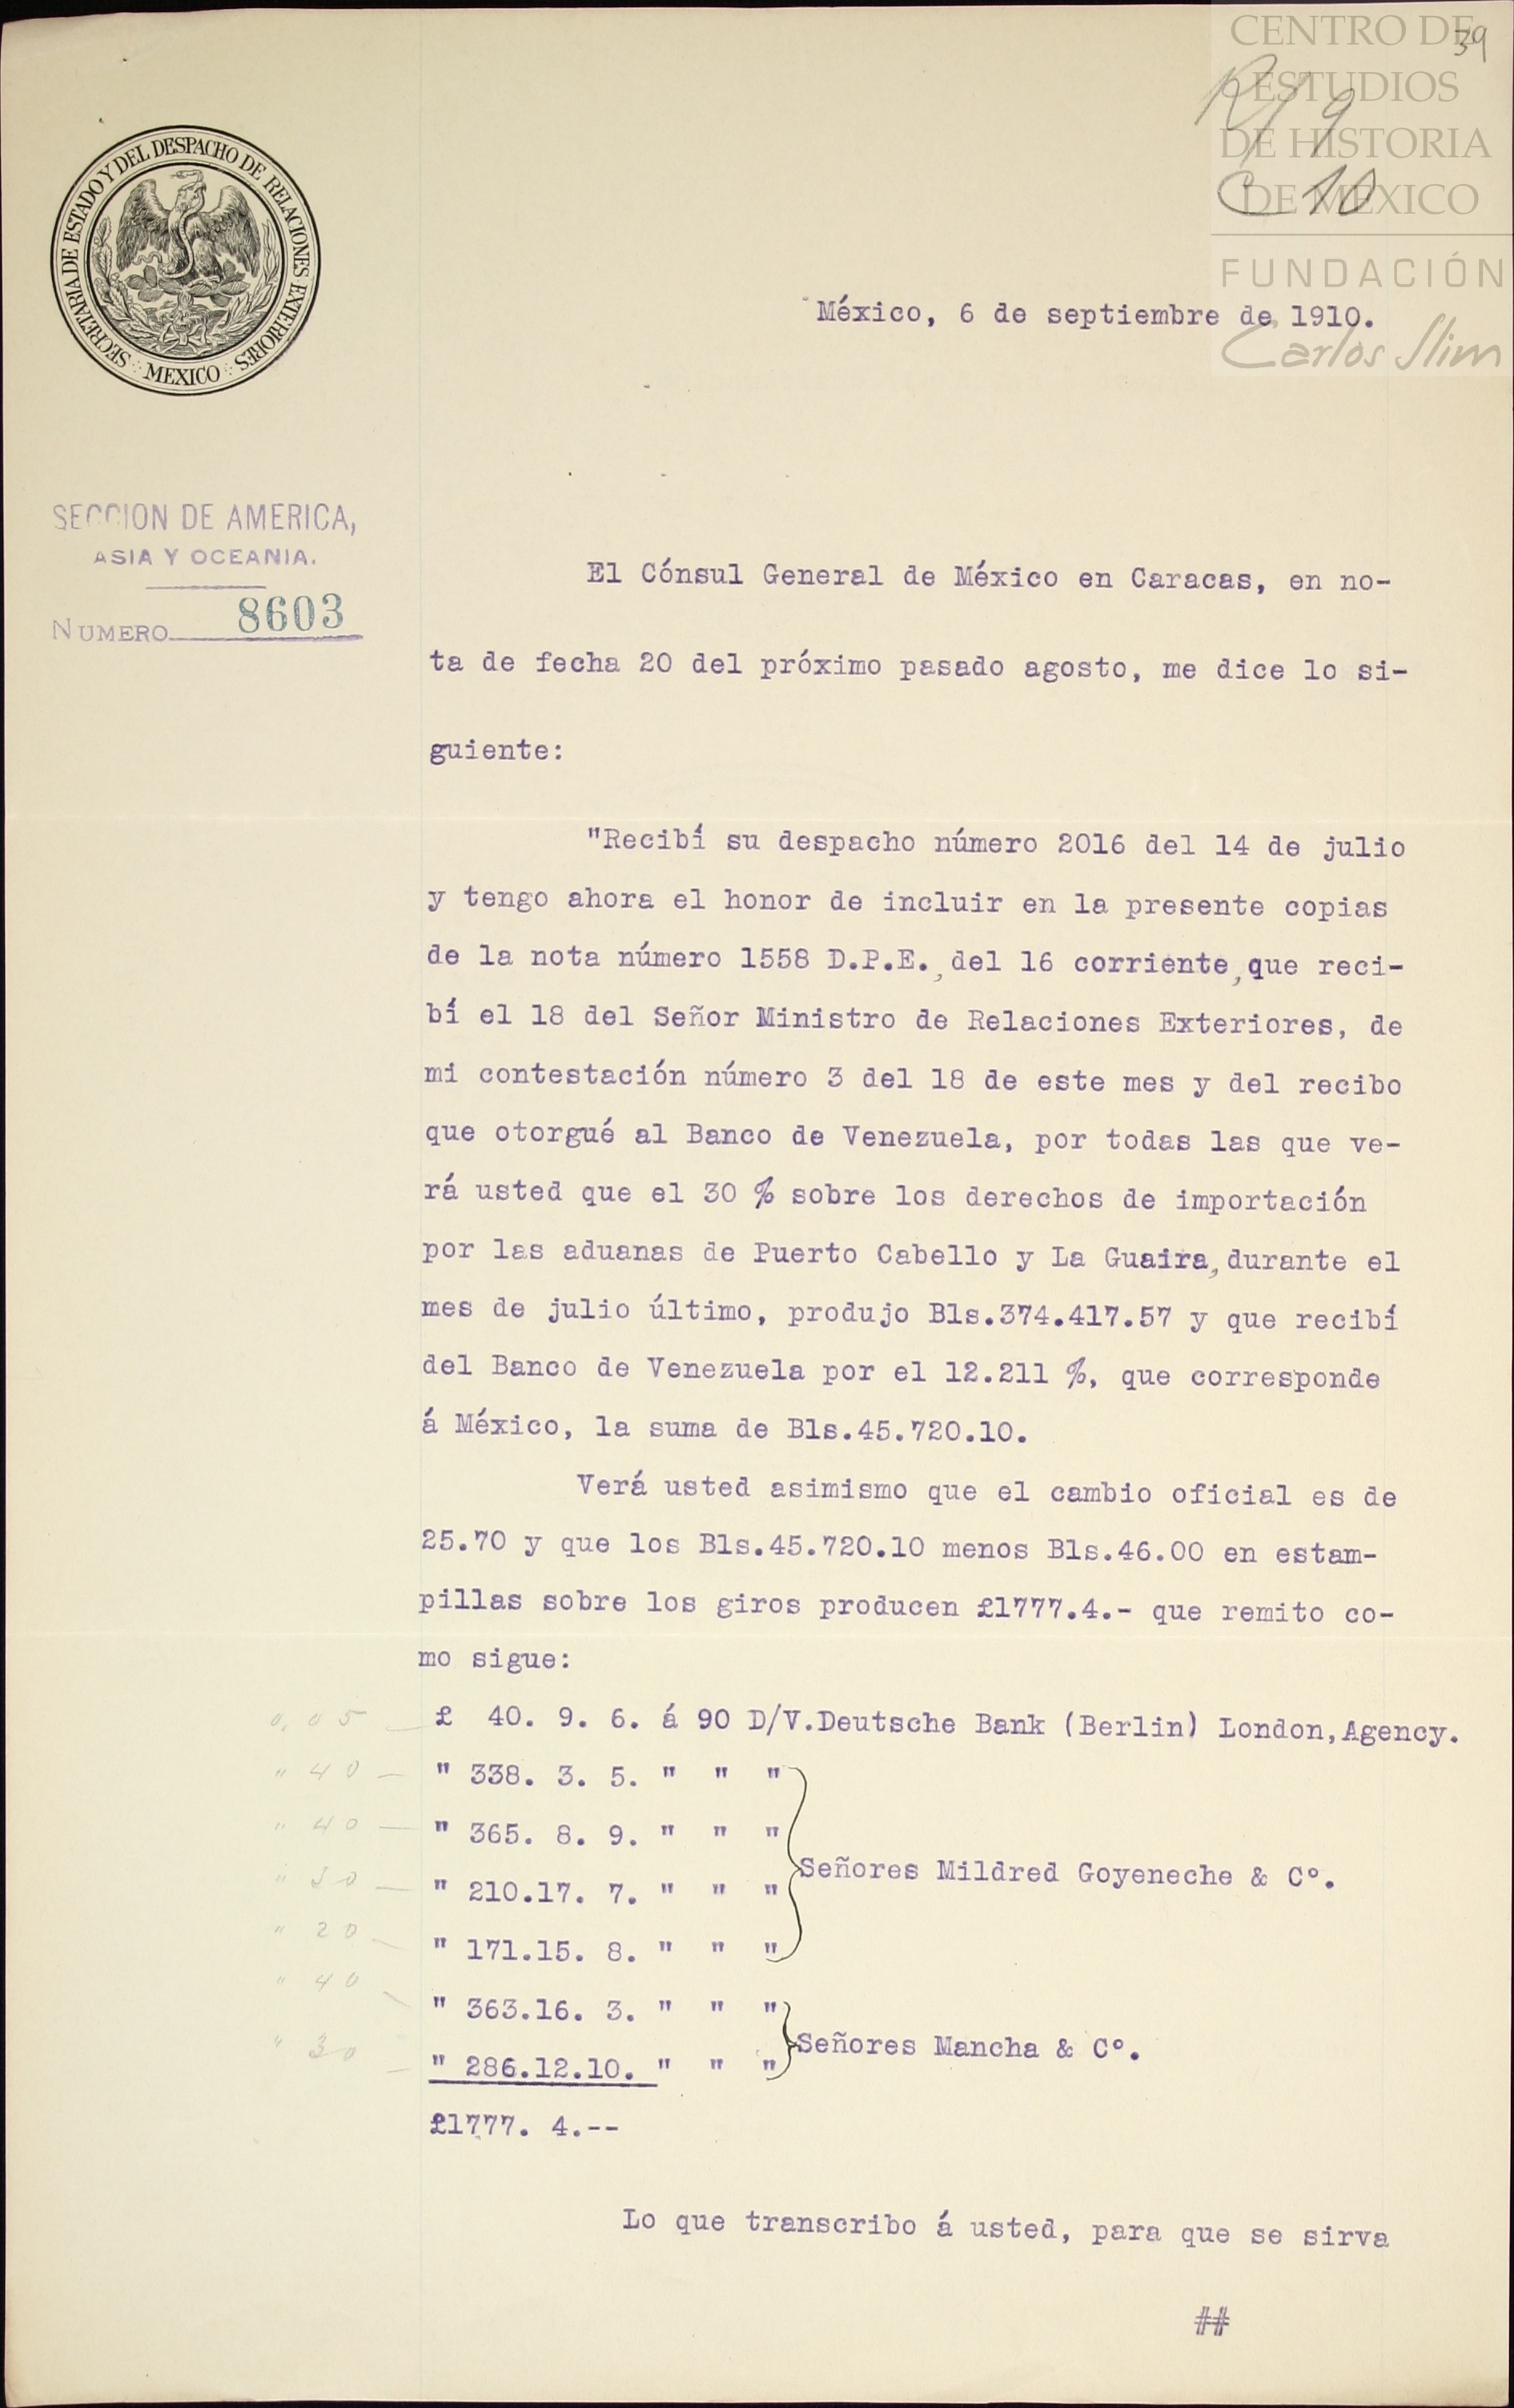 CENTRO DE
ESTUDIOS
DE HISTORIA
DE MÉXICO
FUNDACIÓN
Carlos Slim
39
9
C 10
SECRETARIA DE ESTADO Y DEL DESPACHO DE RELACIONES EXTERIORES
MEXICO
México, 6 de septiembre de 1910.
SECCION DE AMERICA,
ASIA Y OCEANIA.
NUMERO 8603
El Cónsul General de México en Caracas, en no-
ta de fecha 20 del próximo pasado agosto, me dice lo si-
guiente:
"Recibí su despacho número 2016 del 14 de julio
y tengo ahora el honor de incluir en la presente copias
de la nota número 1558 D.P.E., del 16 corriente, que reci-
bí el 18 del Señor Ministro de Relaciones Exteriores, de
mi contestación número 3 del 18 de este mes y del recibo
que otorgué al Banco de Venezuela, por todas las que ve-
rá usted que el 30 % sobre los derechos de importación
por las aduanas de Puerto Cabello y La Guaira, durante el
mes de julio último, produjo Bls.374.417.57 y que recibí
del Banco de Venezuela por el 12.211 %, que corresponde
á México, la suma de Bls.45.720.10.
Verá usted asimismo que el cambio oficial es de
25.70 y que los Bls.45.720.10 menos Bls.46.00 en estam-
pillas sobre los giros producen £1777.4.- que remito co-
mo sigue:
0.05 — £ 40. 9. 6. á 90 D/V.Deutsche Bank (Berlin) London,Agency.
" 40 — " 338. 3. 5. " " "
" 40 — " 365. 8. 9. " " "
Señores Mildred Goyeneche & Cº.
" — " 210.17. 7. " " "
" 20 — " 171.15. 8. " " "
" 40 — " 363.16. 3. " " "
Señores Mancha & Cº.
" 30 — " 286.12.10. " " "
£1777. 4.--
Lo que transcribo á usted, para que se sirva
##